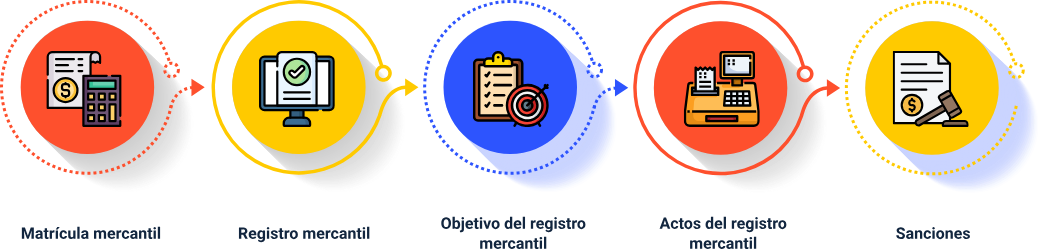 Matrícula mercantil
Registro mercantil
Objetivo del registro
mercantil
Actos del registro
mercantil
Sanciones